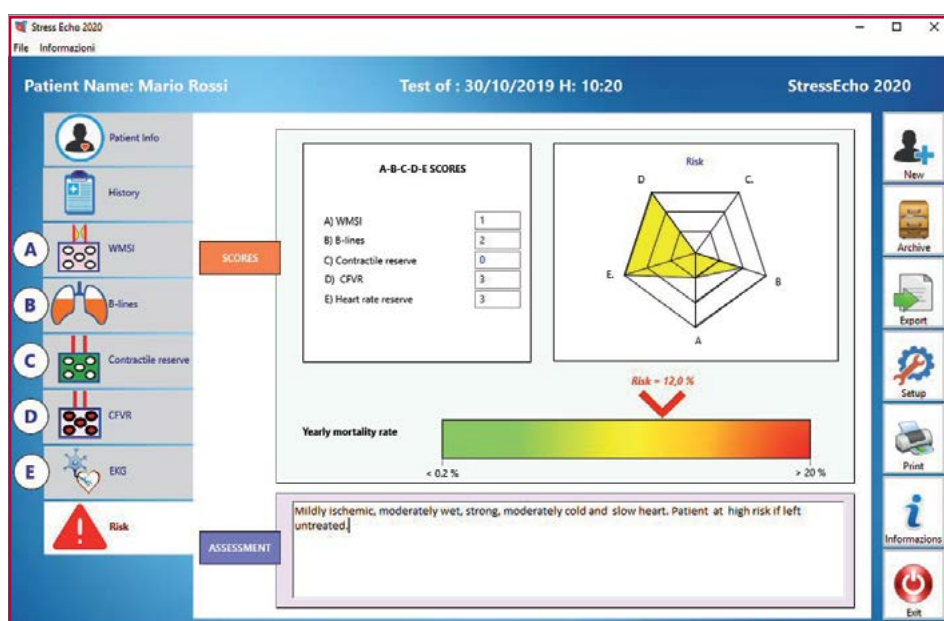 Stress Echo 2020
File Informazioni
Patient Name: Mario Rossi
Test of : 30/10/2019 H: 10:20
StressEcho 2020
Patient Info
History
A
WMSI
B
B-lines
C
Contractile reserve
D
CFVR
E
EKG
Risk
SCORES
A-B-C-D-E SCORES
A) WMSI 1
B) B-lines 2
C) Contractile reserve 0
D) CFVR 3
E) Heart rate reserve 3
Risk
D
C.
E.
B
A
Risk = 12,0 %
Yearly mortality rate
< 0.2 %
> 20 %
ASSESSMENT
Mildly ischemic, moderately wet, strong, moderately cold and slow heart. Patient at high risk if left
untreated.
New
Archive
Export
Setup
Print
Informazions
Exit